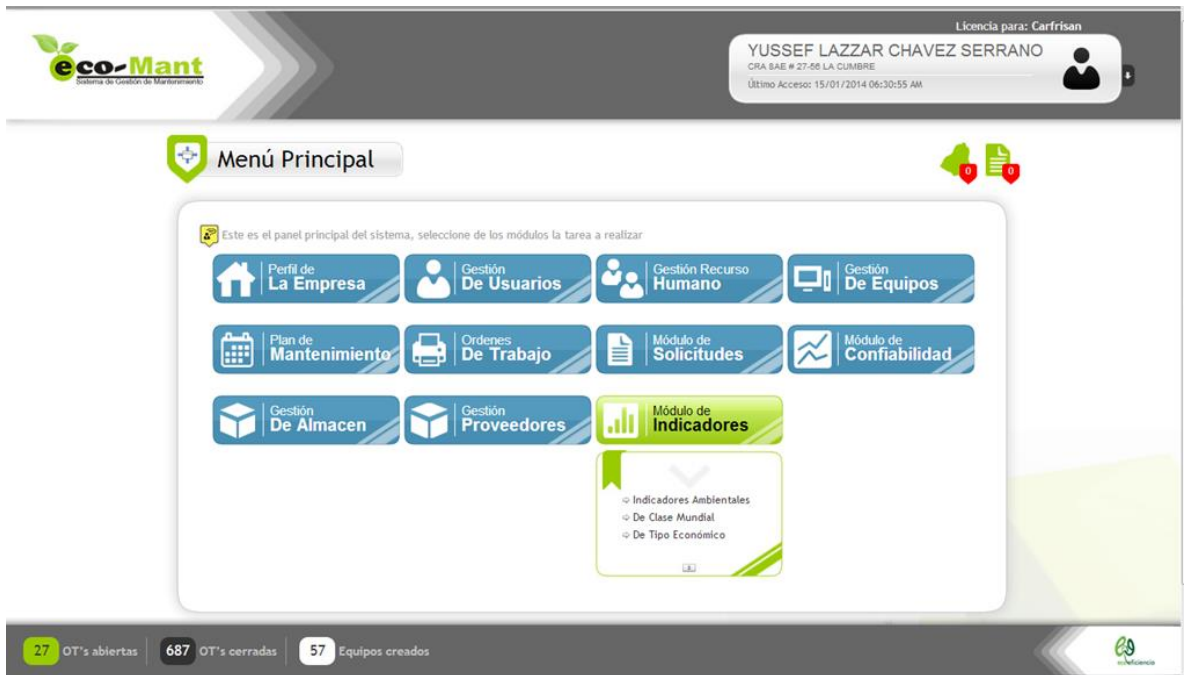 Licencia para: Carfrisan
eco-Mant
Sistema de Gestión de Mantenimiento
YUSSEF LAZZAR CHAVEZ SERRANO
CRA 8AE # 27-56 LA CUMBRE
Último Acceso: 15/01/2014 06:30:55 AM
Menú Principal
0
0
Este es el panel principal del sistema, seleccione de los módulos la tarea a realizar
Perfil de
La Empresa
Gestión
De Usuarios
Gestión Recurso
Humano
Gestión
De Equipos
Plan de
Mantenimiento
Ordenes
De Trabajo
Módulo de
Solicitudes
Módulo de
Confiabilidad
Gestión
De Almacen
Gestión
Proveedores
Módulo de
Indicadores
Indicadores Ambientales
De Clase Mundial
De Tipo Económico
27 OT's abiertas
687 OT's cerradas
57 Equipos creados
ecoeficiencia